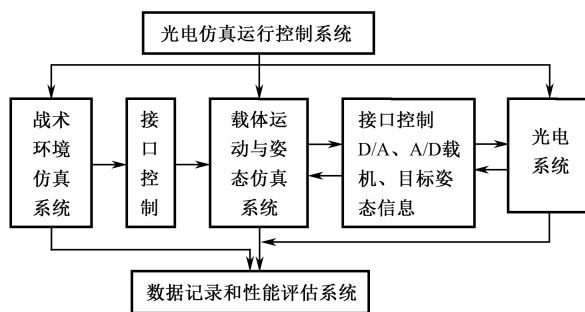 光电仿真运行控制系统
战术
环境
仿真
系统
接
口
控
制
载体运
动与姿
态仿真
系统
接口控制
D/A、A/D载
机、目标姿
态信息
光电
系统
数据记录和性能评估系统